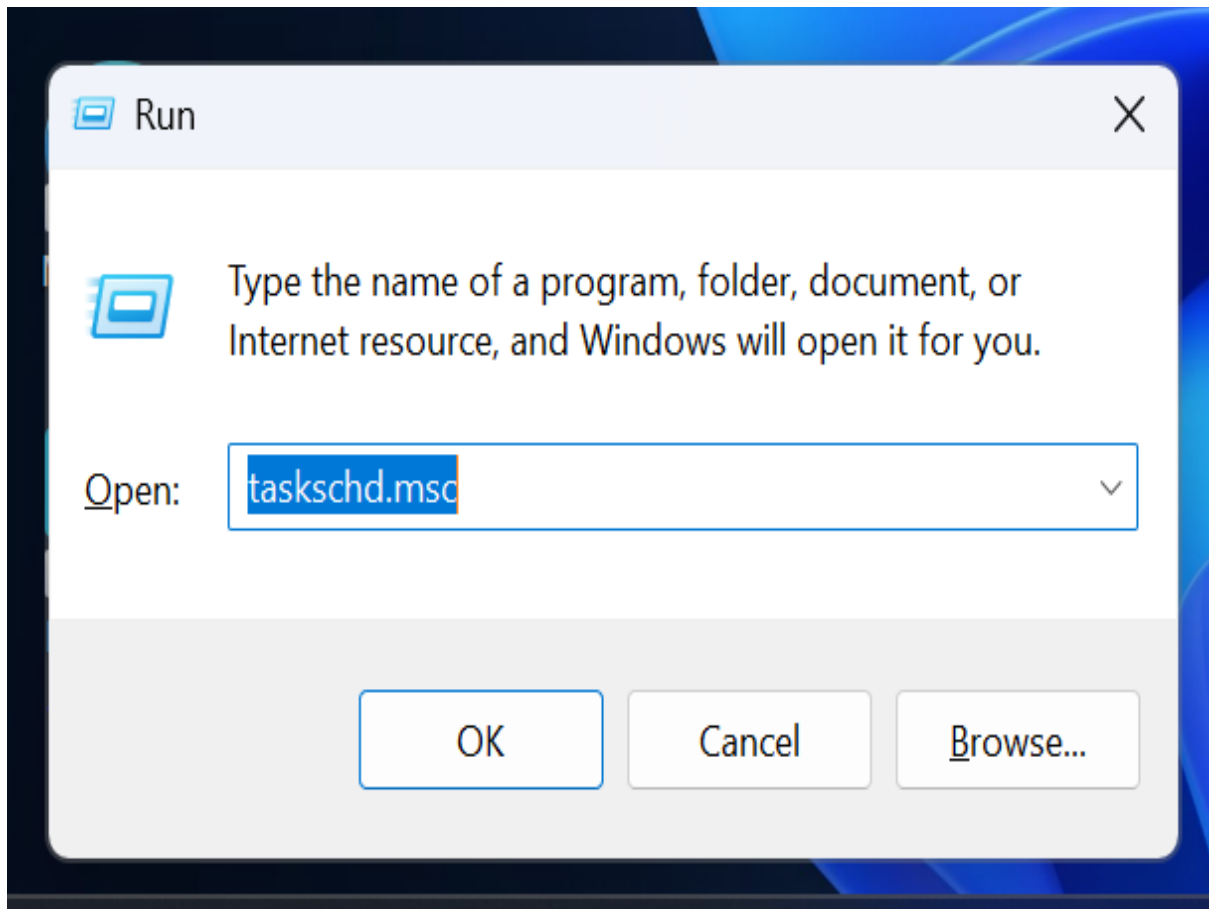 Run
Type the name of a program, folder, document, or
Internet resource, and Windows will open it for you.
Open: taskschd.msc
OK Cancel Browse...